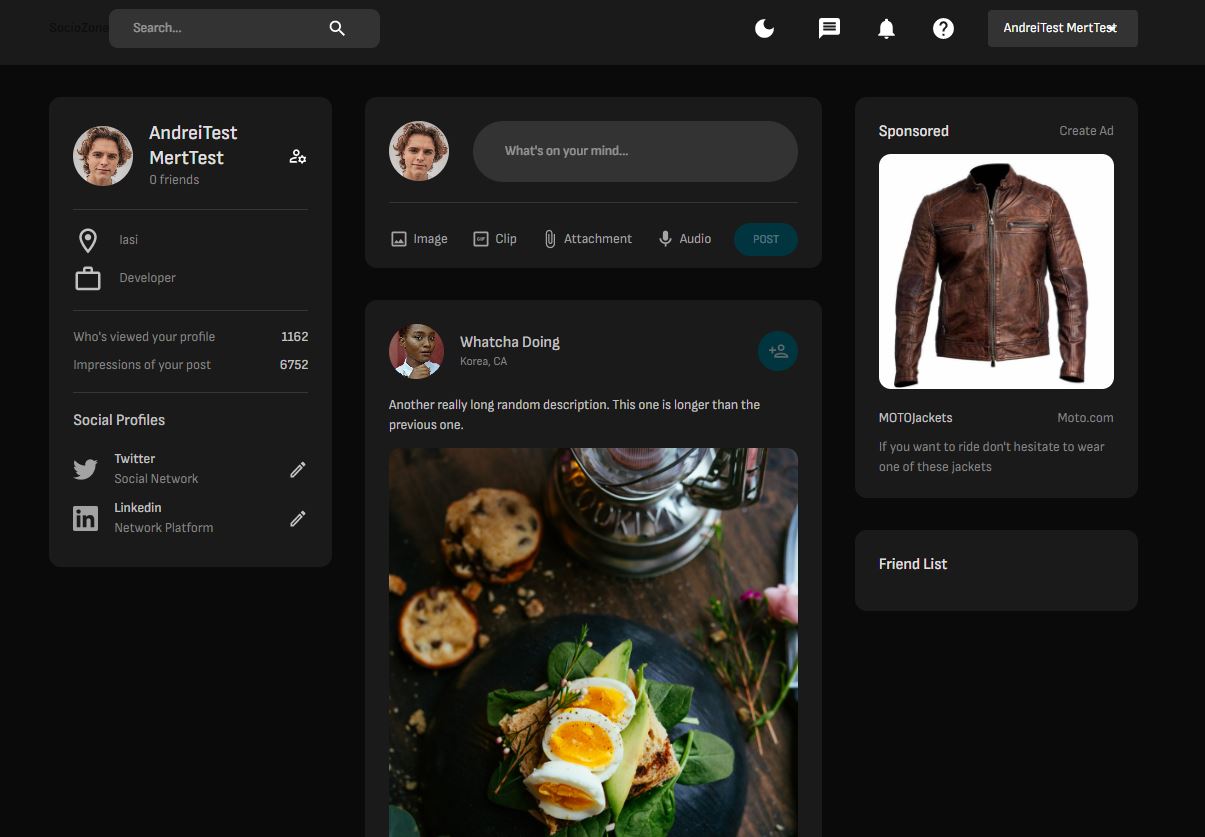 SocioZone
Search...
AndreiTest MertTest
AndreiTest
MertTest
0 friends
Iasi
Developer
Who's viewed your profile 1162
Impressions of your post 6752
Social Profiles
Twitter
Social Network
Linkedin
Network Platform
What's on your mind...
Image GIF Clip Attachment Audio POST
Whatcha Doing
Korea, CA
Another really long random description. This one is longer than the
previous one.
Sponsored Create Ad
MOTOJackets Moto.com
If you want to ride don't hesitate to wear
one of these jackets
Friend List